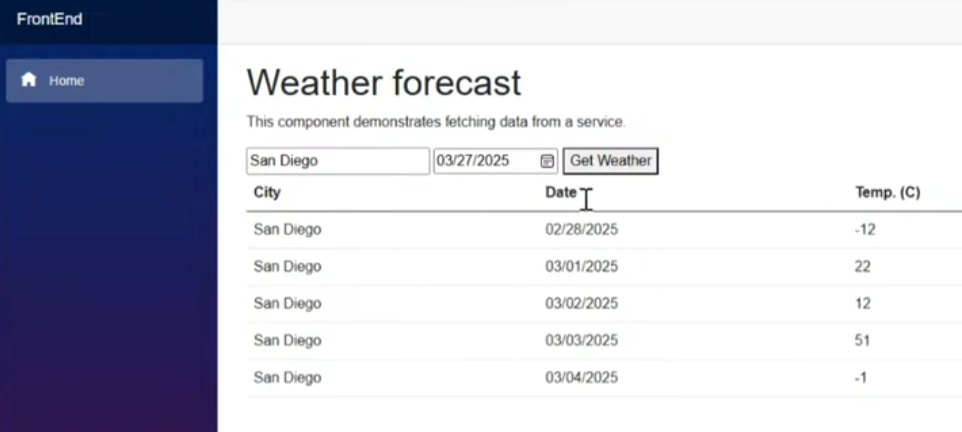 FrontEnd
Home
Weather forecast
This component demonstrates fetching data from a service.
San Diego 03/27/2025 Get Weather
City Date Temp. (C)
San Diego 02/28/2025 -12
San Diego 03/01/2025 22
San Diego 03/02/2025 12
San Diego 03/03/2025 51
San Diego 03/04/2025 -1